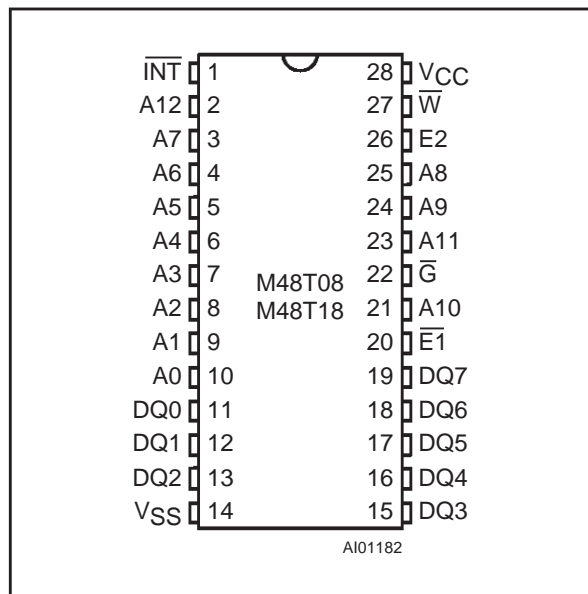 I̅N̅T̅ 1 28 VCC
A12 2 27 W̅
A7 3 26 E2
A6 4 25 A8
A5 5 24 A9
A4 6 23 A11
A3 7 22 G̅
M48T08
A2 8 21 A10
M48T18
A1 9 20 E̅1̅
A0 10 19 DQ7
DQ0 11 18 DQ6
DQ1 12 17 DQ5
DQ2 13 16 DQ4
VSS 14 15 DQ3
AI01182